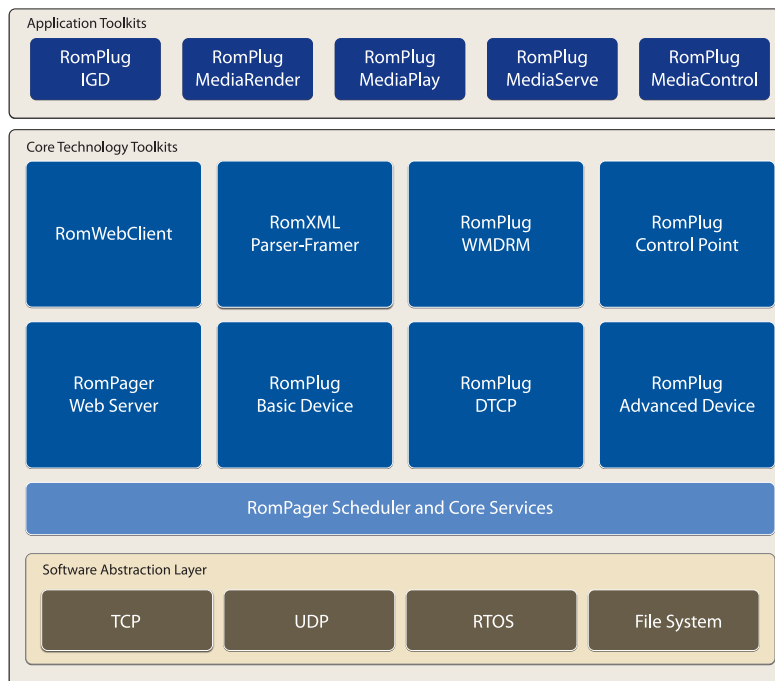 Application Toolkits
RomPlug
IGD
RomPlug
MediaRender
RomPlug
MediaPlay
RomPlug
MediaServe
RomPlug
MediaControl
Core Technology Toolkits
RomWebClient
RomXML
Parser-Framer
RomPlug
WMDRM
RomPlug
Control Point
RomPager
Web Server
RomPlug
Basic Device
RomPlug
DTCP
RomPlug
Advanced Device
RomPager Scheduler and Core Services
Software Abstraction Layer
TCP
UDP
RTOS
File System